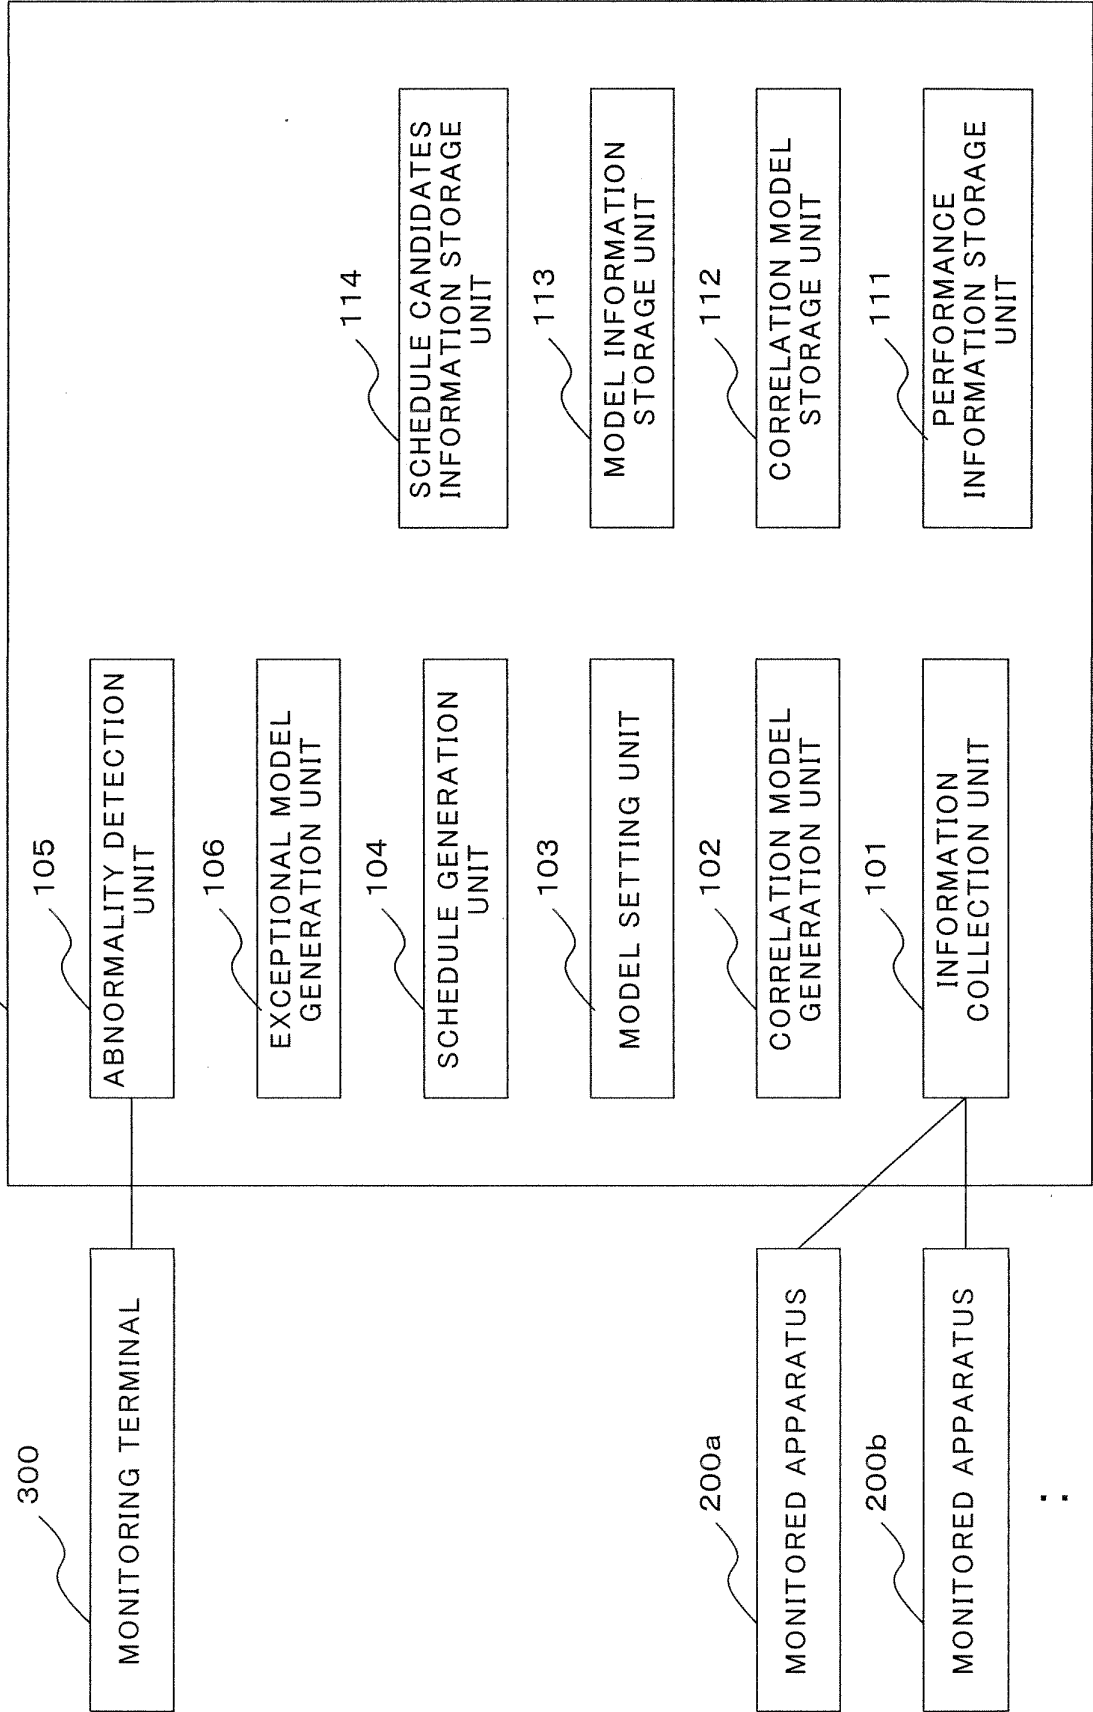 300
MONITORING TERMINAL
200a
MONITORED APPARATUS
200b
MONITORED APPARATUS
:
105
ABNORMALITY DETECTION
UNIT
106
EXCEPTIONAL MODEL
GENERATION UNIT
104
SCHEDULE GENERATION
UNIT
103
MODEL SETTING UNIT
102
CORRELATION MODEL
GENERATION UNIT
101
INFORMATION
COLLECTION UNIT
114
SCHEDULE CANDIDATES
INFORMATION STORAGE
UNIT
113
MODEL INFORMATION
STORAGE UNIT
112
CORRELATION MODEL
STORAGE UNIT
111
PERFORMANCE
INFORMATION STORAGE
UNIT